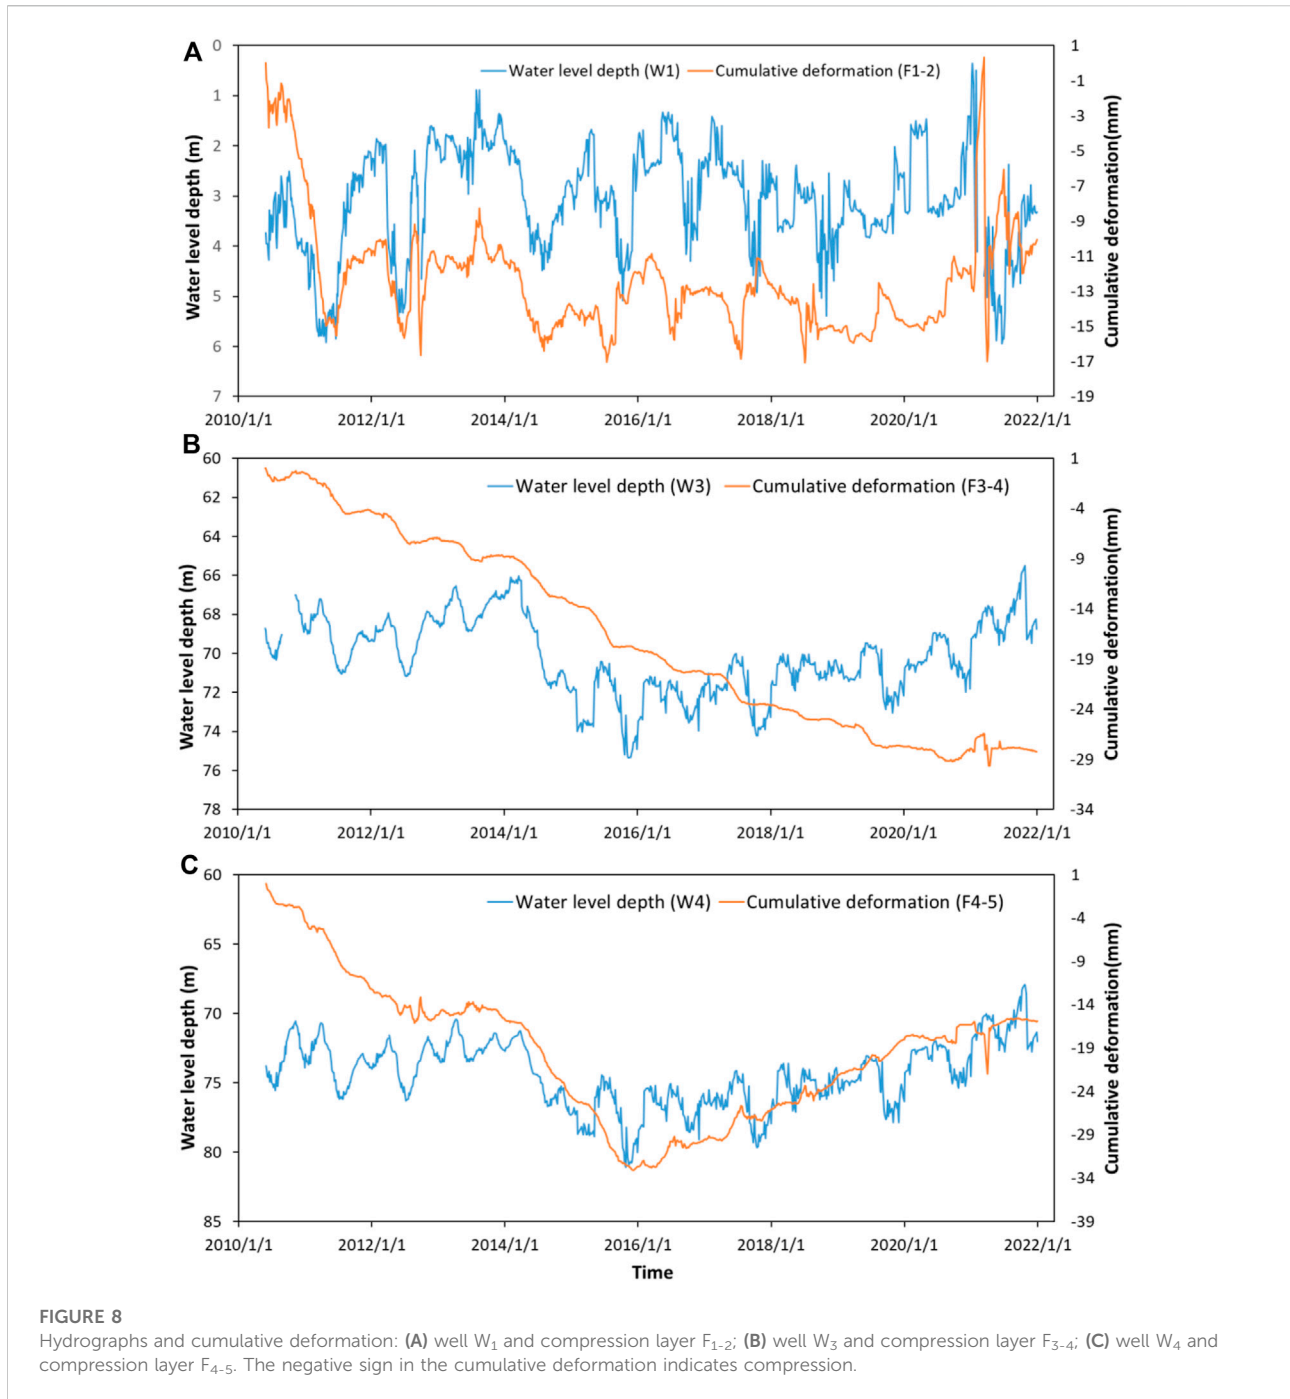 A
Water level depth (W1)
Cumulative deformation (F1-2)
Water level depth (m)
0
1
2
3
4
5
6
7
1
-1
-3
-5
-7
-9
-11
-13
-15
-17
-19
Cumulative deformation(mm)
2010/1/1 2012/1/1 2014/1/1 2016/1/1 2018/1/1 2020/1/1 2022/1/1
B
Water level depth (W3)
Cumulative deformation (F3-4)
Water level depth (m)
60
62
64
66
68
70
72
74
76
78
1
-4
-9
-14
-19
-24
-29
-34
Cumulative deformation(mm)
2010/1/1 2012/1/1 2014/1/1 2016/1/1 2018/1/1 2020/1/1 2022/1/1
C
Water level depth (W4)
Cumulative deformation (F4-5)
Water level depth (m)
60
65
70
75
80
85
1
-4
-9
-14
-19
-24
-29
-34
-39
Cumulative deformation(mm)
2010/1/1 2012/1/1 2014/1/1 2016/1/1 2018/1/1 2020/1/1 2022/1/1
Time
FIGURE 8
Hydrographs and cumulative deformation: (A) well W1 and compression layer F1-2; (B) well W3 and compression layer F3-4; (C) well W4 and
compression layer F4-5. The negative sign in the cumulative deformation indicates compression.